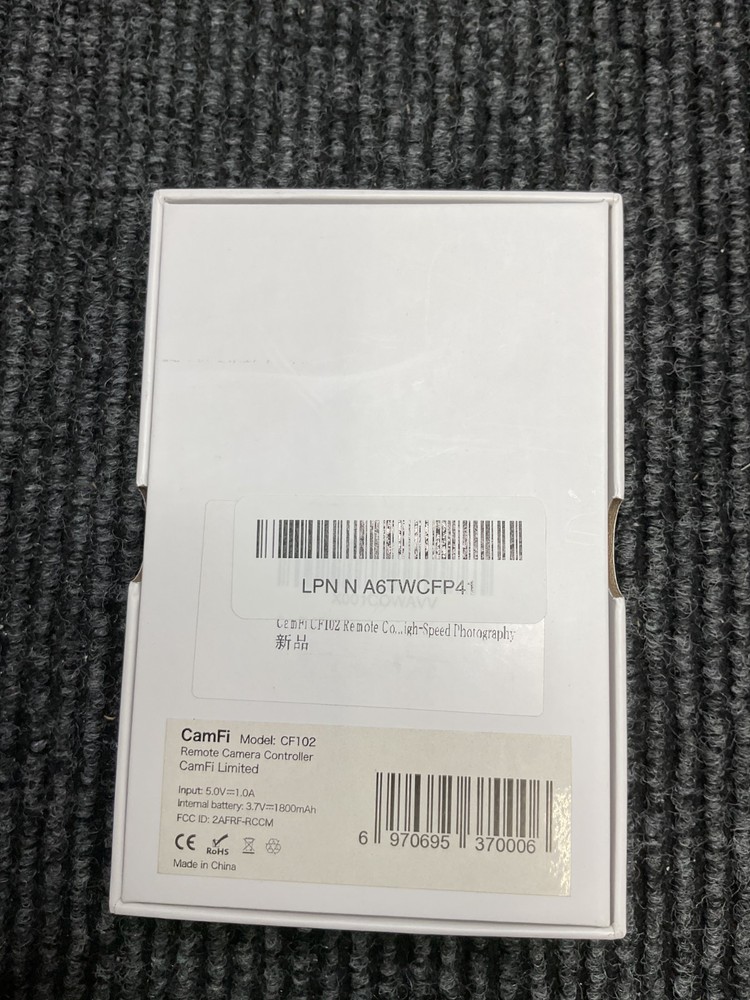 LPN N A6TWCFP41
CamFi CF102 Remote Co...igh-Speed Photography
新品
CamFi Model: CF102
Remote Camera Controller
CamFi Limited
Input: 5.0V⎓1.0A
Internal battery: 3.7V⎓1800mAh
FCC ID: 2AFRF-RCCM
CE RoHS
Made in China
6 970695 370006